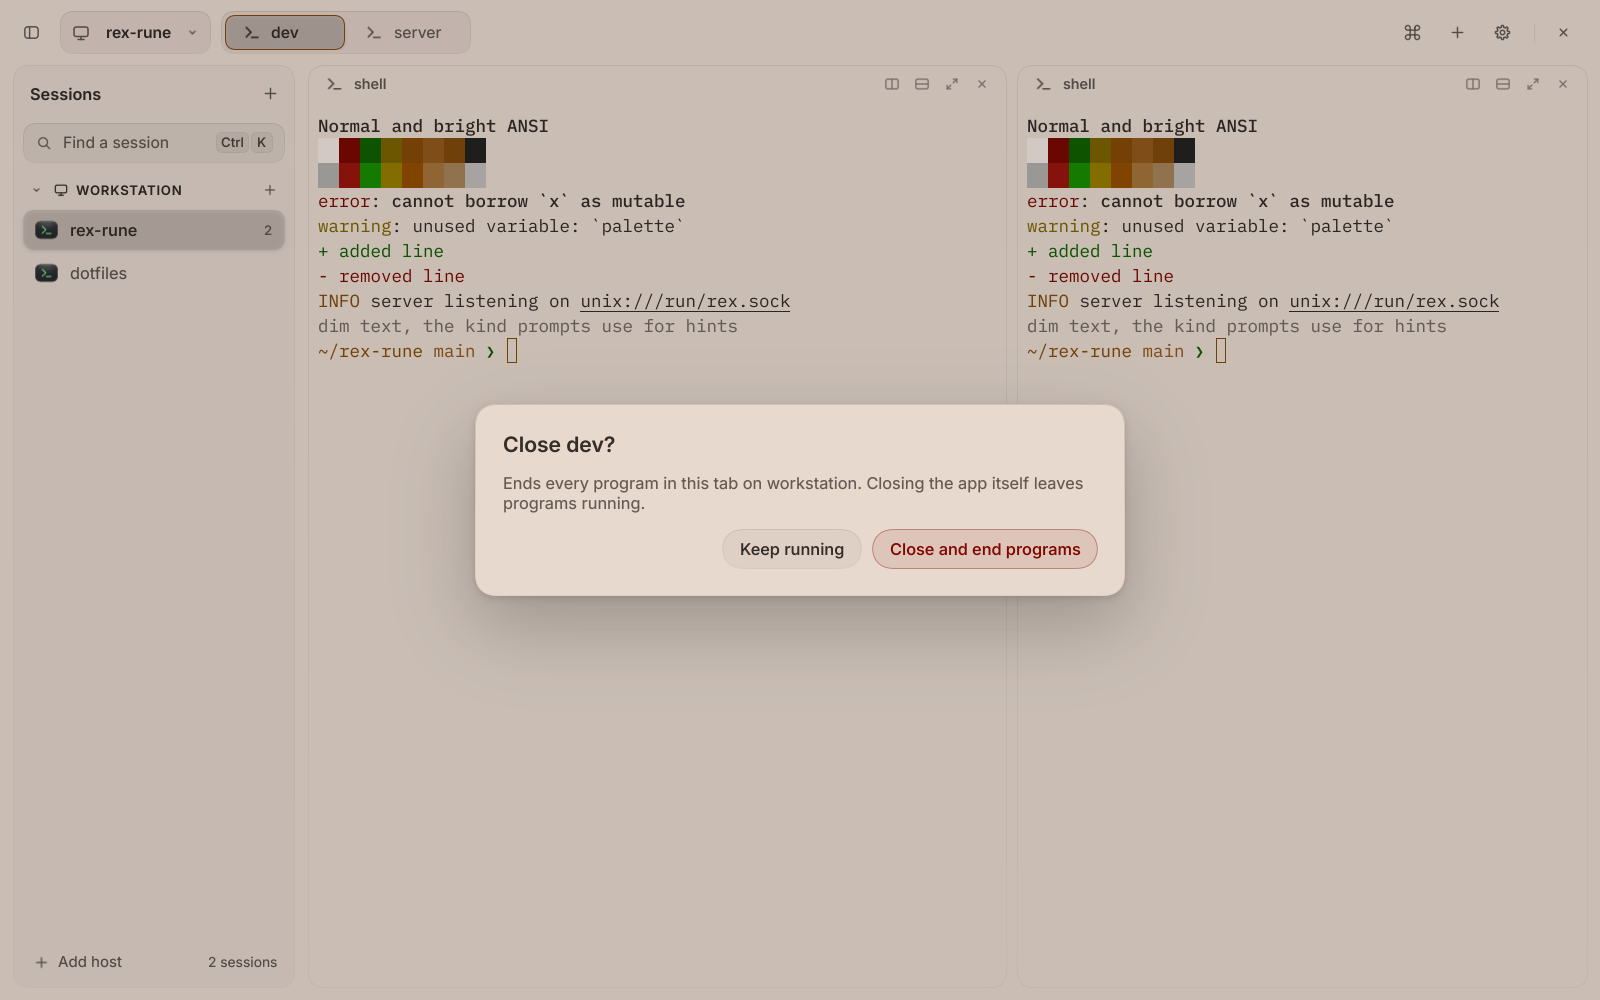 rex-rune
dev
server
Sessions
Find a session Ctrl K
WORKSTATION
rex-rune 2
dotfiles
Add host 2 sessions
shell
Normal and bright ANSI
error: cannot borrow `x` as mutable
warning: unused variable: `palette`
+ added line
- removed line
INFO server listening on unix:///run/rex.sock
dim text, the kind prompts use for hints
~/rex-rune main ❯
shell
Normal and bright ANSI
error: cannot borrow `x` as mutable
warning: unused variable: `palette`
+ added line
- removed line
INFO server listening on unix:///run/rex.sock
dim text, the kind prompts use for hints
~/rex-rune main ❯
Close dev?
Ends every program in this tab on workstation. Closing the app itself leaves
programs running.
Keep running
Close and end programs